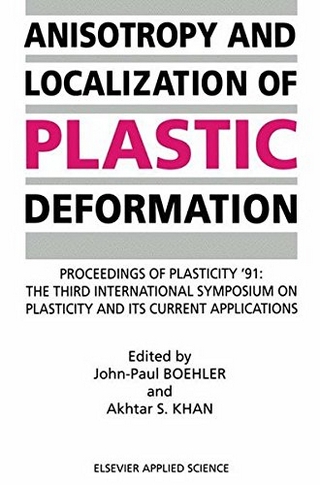 ANISOTROPY AND
LOCALIZATION OF
PLASTIC
DEFORMATION
PROCEEDINGS OF PLASTICITY '91:
THE THIRD INTERNATIONAL SYMPOSIUM ON
PLASTICITY AND ITS CURRENT APPLICATIONS
Edited by
John-Paul BOEHLER
and
Akhtar S. KHAN
ELSEVIER APPLIED SCIENCE